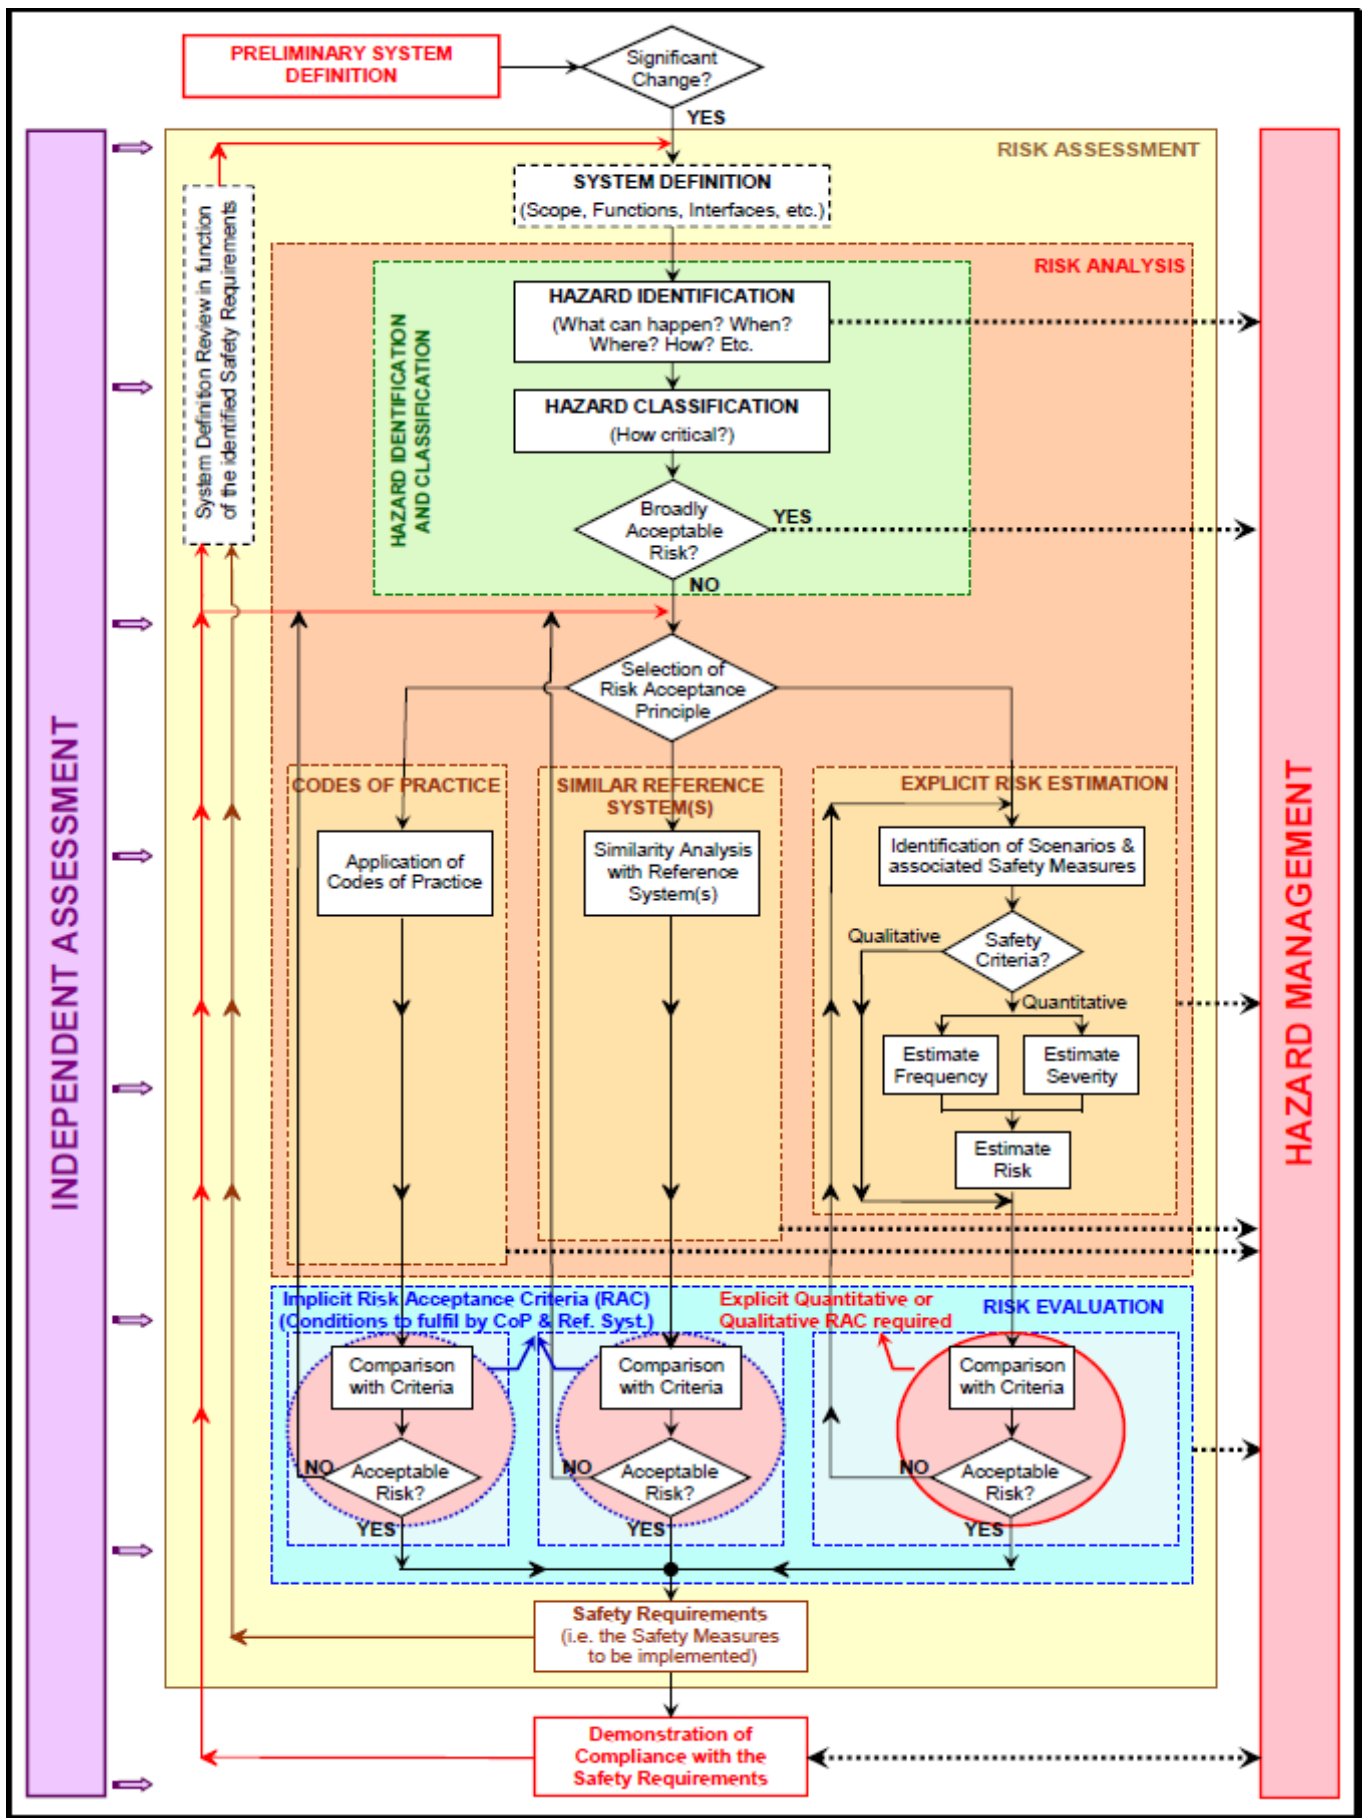 PRELIMINARY SYSTEM
DEFINITION
Significant
Change?
YES
RISK ASSESSMENT
SYSTEM DEFINITION
(Scope, Functions, Interfaces, etc.)
System Definition Review in function
of the identified Safety Requirements
RISK ANALYSIS
HAZARD IDENTIFICATION
AND CLASSIFICATION
HAZARD IDENTIFICATION
(What can happen? When?
Where? How? Etc.
HAZARD CLASSIFICATION
(How critical?)
Broadly
Acceptable
Risk?
YES
NO
Selection of
Risk Acceptance
Principle
INDEPENDENT ASSESSMENT
HAZARD MANAGEMENT
CODES OF PRACTICE
Application of
Codes of Practice
SIMILAR REFERENCE
SYSTEM(S)
Similarity Analysis
with Reference
System(s)
EXPLICIT RISK ESTIMATION
Identification of Scenarios &
associated Safety Measures
Qualitative
Safety
Criteria?
Quantitative
Estimate
Frequency
Estimate
Severity
Estimate
Risk
Implicit Risk Acceptance Criteria (RAC)
(Conditions to fulfil by CoP & Ref. Syst.)
Explicit Quantitative or
Qualitative RAC required
RISK EVALUATION
Comparison
with Criteria
NO
Acceptable
Risk?
YES
Comparison
with Criteria
NO
Acceptable
Risk?
YES
Comparison
with Criteria
NO
Acceptable
Risk?
YES
Safety Requirements
(i.e. the Safety Measures
to be implemented)
Demonstration of
Compliance with the
Safety Requirements